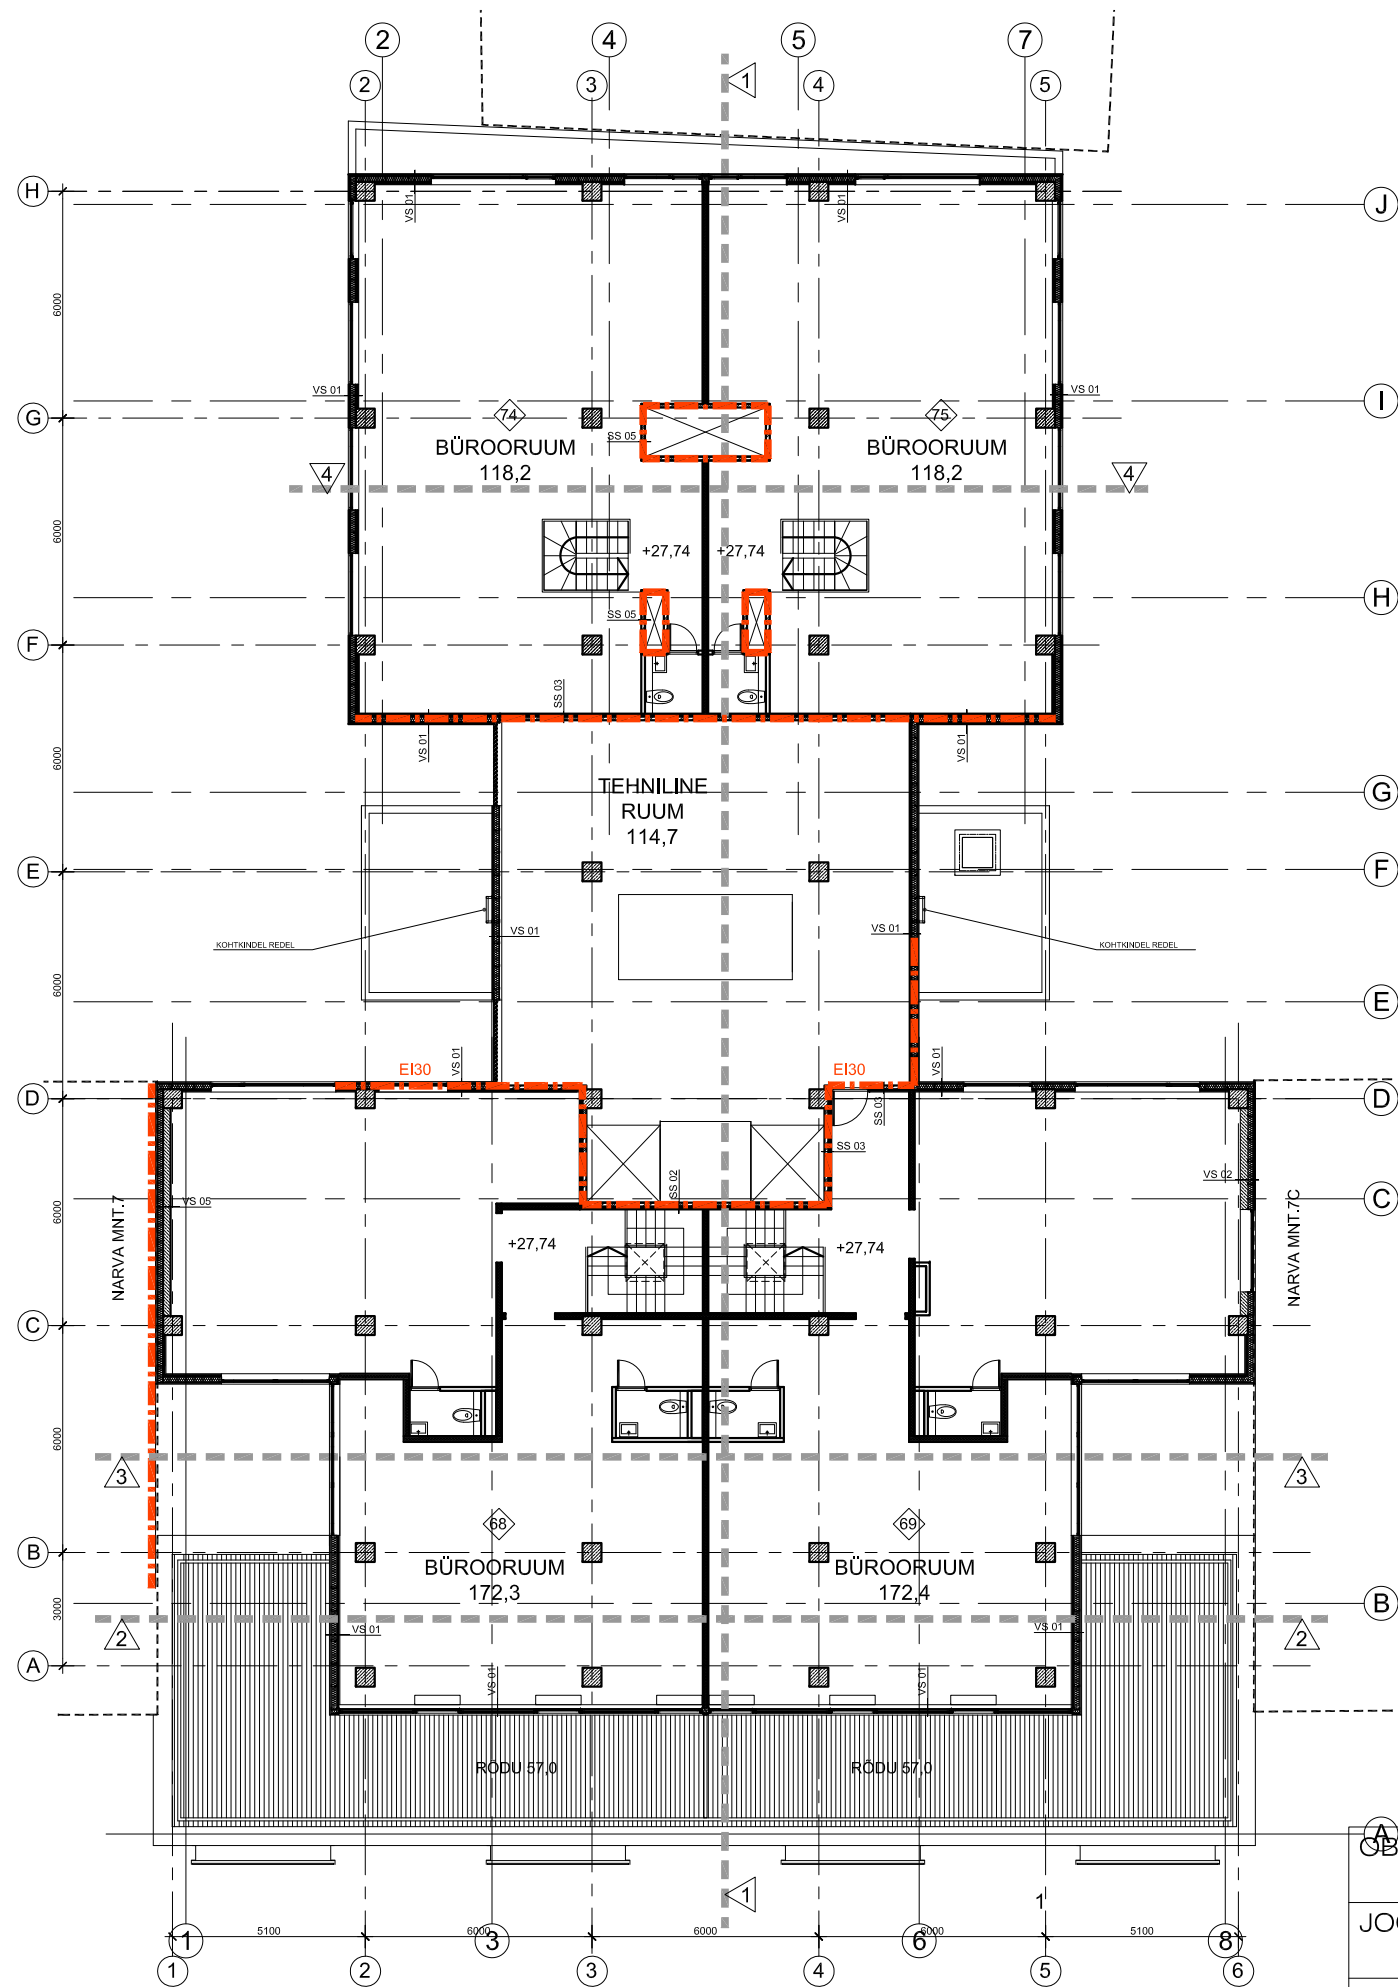 2 4 5 7
2 3 4 5
1
H
J
VS 01
VS 01
6000
VS 01
VS 01
I
G
74
BÜROORUUM
118,2
75
BÜROORUUM
118,2
SS 05
4
4
6000
+27,74
+27,74
H
SS 05
F
SS 03
VS 01
VS 01
6000
TEHNILINE
RUUM
114,7
G
E
F
VS 01
VS 01
KOHTKINDEL REDEL
KOHTKINDEL REDEL
6000
E
EI30
VS 01
EI30
VS 01
D
D
SS 03
SS 03
SS 02
VS 05
VS 02
C
NARVA MNT.7
NARVA MNT.7C
6000
+27,74
+27,74
C
6000
3
3
68
BÜROORUUM
172,3
69
BÜROORUUM
172,4
B
3000
B
2
2
VS 01
VS 01
A
VS 01
VS 01
RÕDU 57,0
RÕDU 57,0
A
OB
1
1
JO
5100 6000 6000 6000 5100
1 3 6 8
1 2 3 4 5 6